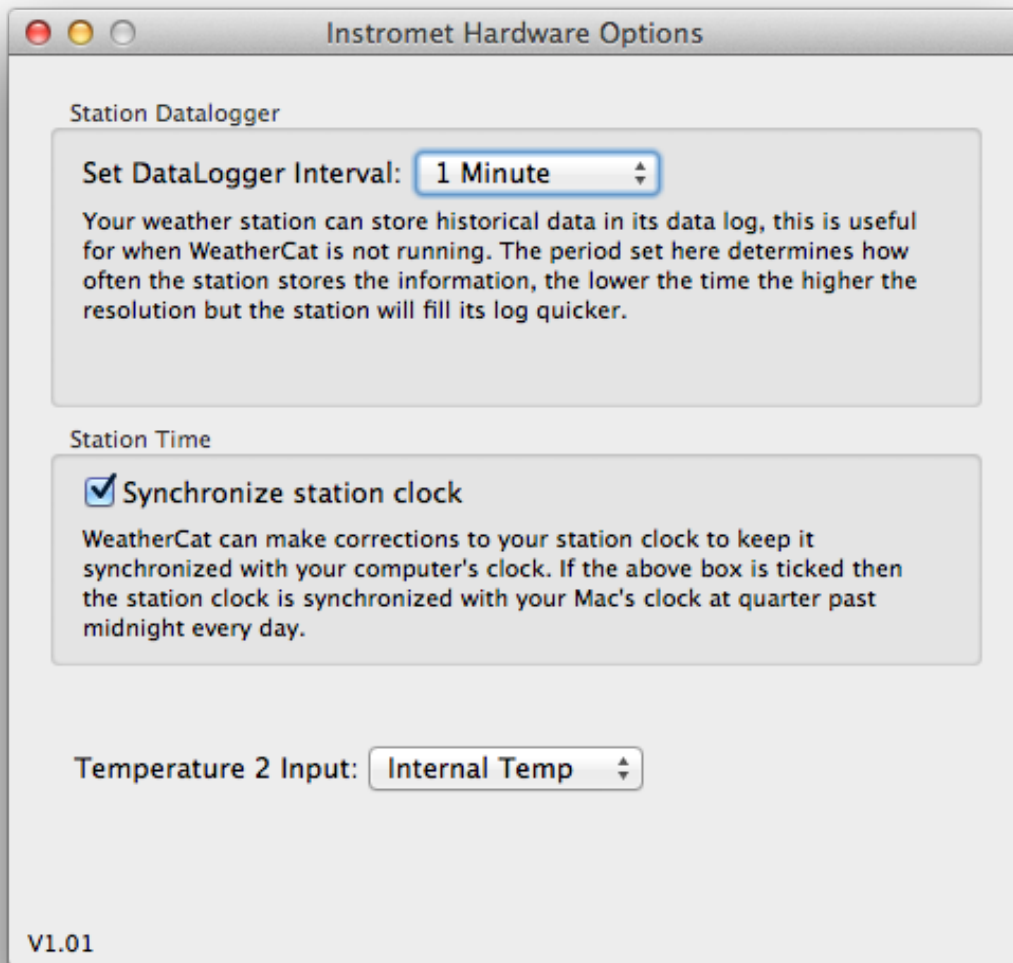 Instromet Hardware Options
Station Datalogger
Set DataLogger Interval: 1 Minute
Your weather station can store historical data in its data log, this is useful
for when WeatherCat is not running. The period set here determines how
often the station stores the information, the lower the time the higher the
resolution but the station will fill its log quicker.
Station Time
Synchronize station clock
WeatherCat can make corrections to your station clock to keep it
synchronized with your computer's clock. If the above box is ticked then
the station clock is synchronized with your Mac's clock at quarter past
midnight every day.
Temperature 2 Input: Internal Temp
V1.01